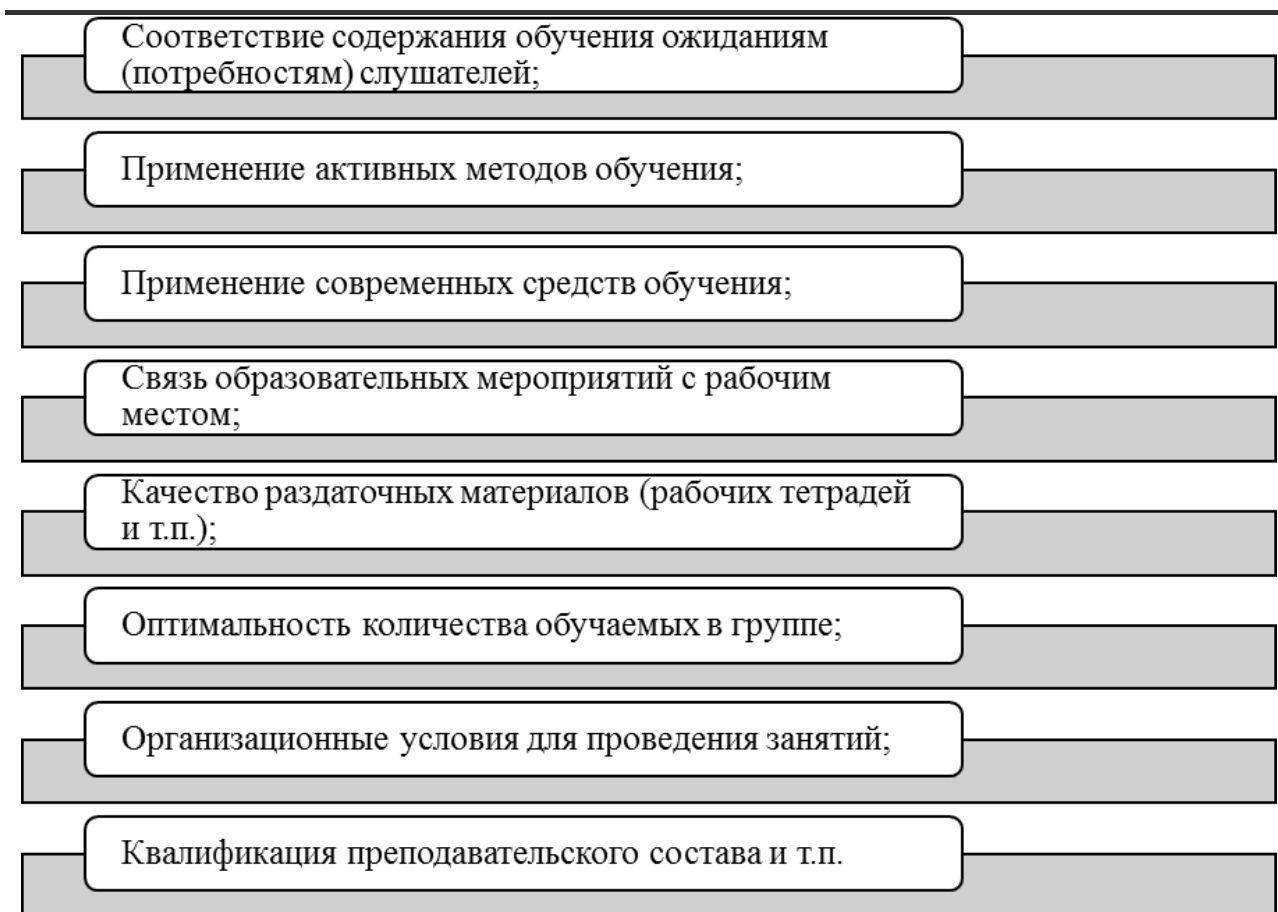 Соответствие содержания обучения ожиданиям
(потребностям) слушателей;
Применение активных методов обучения;
Применение современных средств обучения;
Связь образовательных мероприятий с рабочим
местом;
Качество раздаточных материалов (рабочих тетрадей
и т.п.);
Оптимальность количества обучаемых в группе;
Организационные условия для проведения занятий;
Квалификация преподавательского состава и т.п.